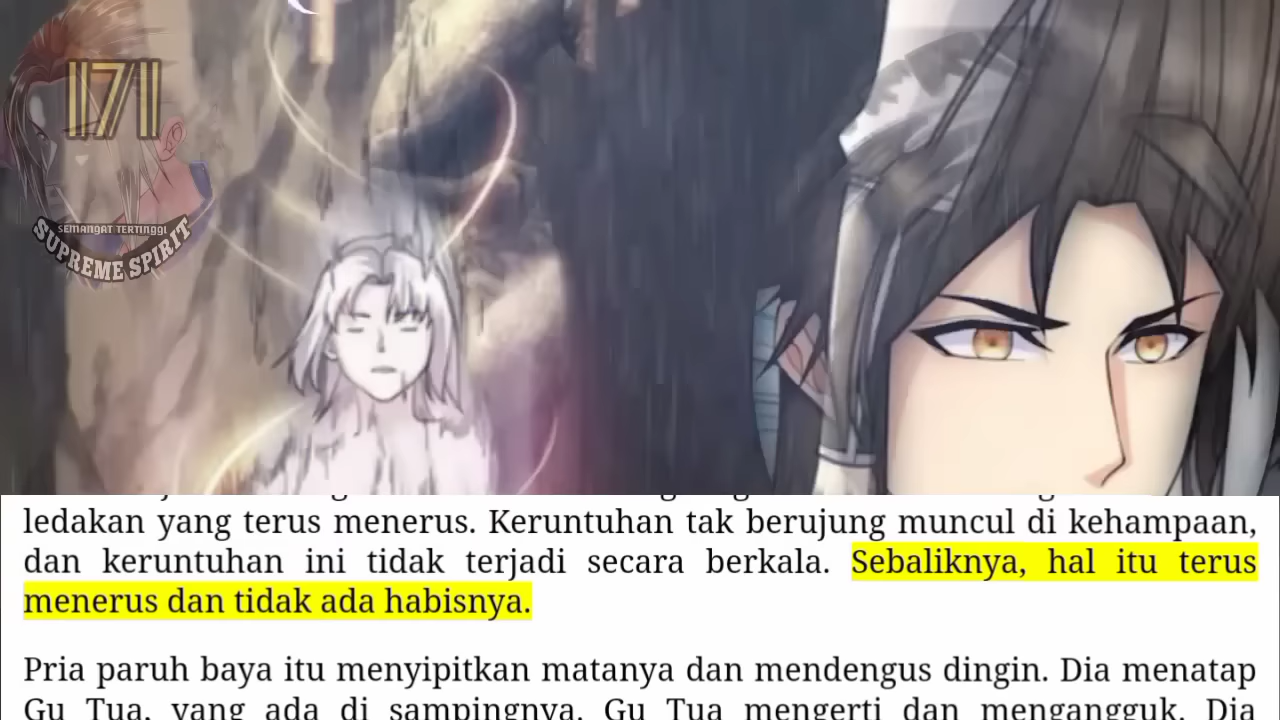 171
SEMANGAT TERTINGGI
SUPREME SPIRIT
ledakan yang terus menerus. Keruntuhan tak berujung muncul di kehampaan,
dan keruntuhan ini tidak terjadi secara berkala. Sebaliknya, hal itu terus
menerus dan tidak ada habisnya.
Pria paruh baya itu menyipitkan matanya dan mendengus dingin. Dia menatap
Gu Tua, yang ada di sampingnya. Gu Tua mengerti dan mengangguk. Dia